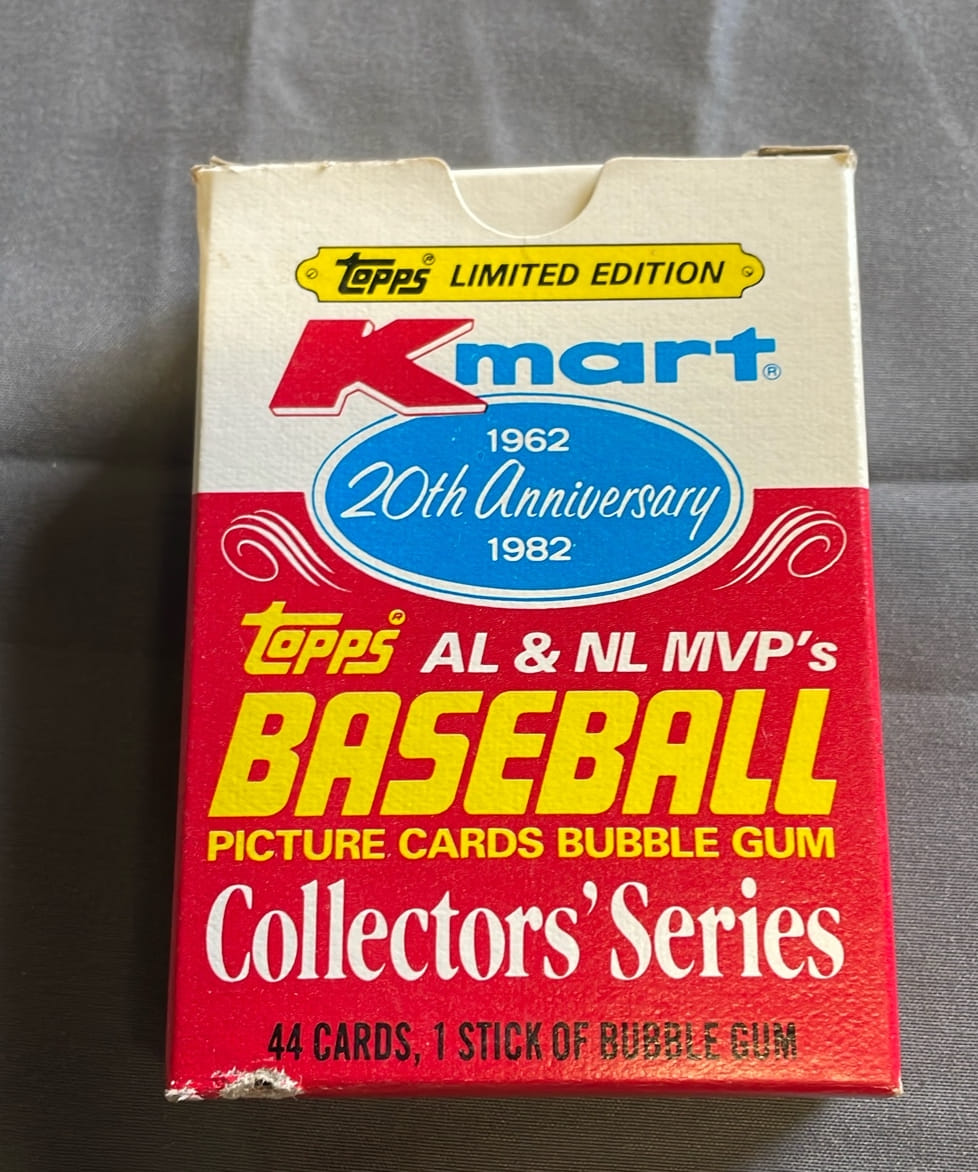 Topps® LIMITED EDITION
Kmart®
1962
20th Anniversary
1982
Topps® AL & NL MVP's
BASEBALL
PICTURE CARDS BUBBLE GUM
Collectors' Series
44 CARDS, 1 STICK OF BUBBLE GUM